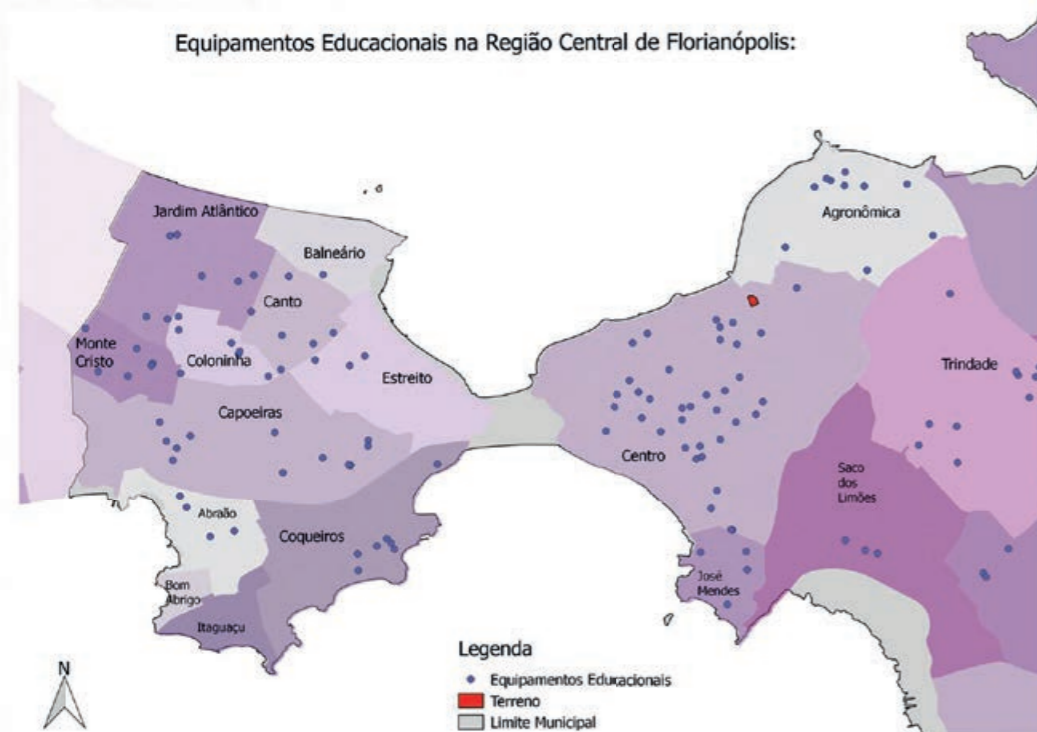 Equipamentos Educacionais na Região Central de Florianópolis:
Jardim Atlântico
Balneário
Canto
Monte
Cristo
Coloninha
Estreito
Capoeiras
Abraão
Coqueiros
Bom
Abrigo
Itaguaçu
Agronômica
Trindade
Centro
Saco
dos
Limões
José
Mendes
N
Legenda
Equipamentos Educacionais
Terreno
Limite Municipal